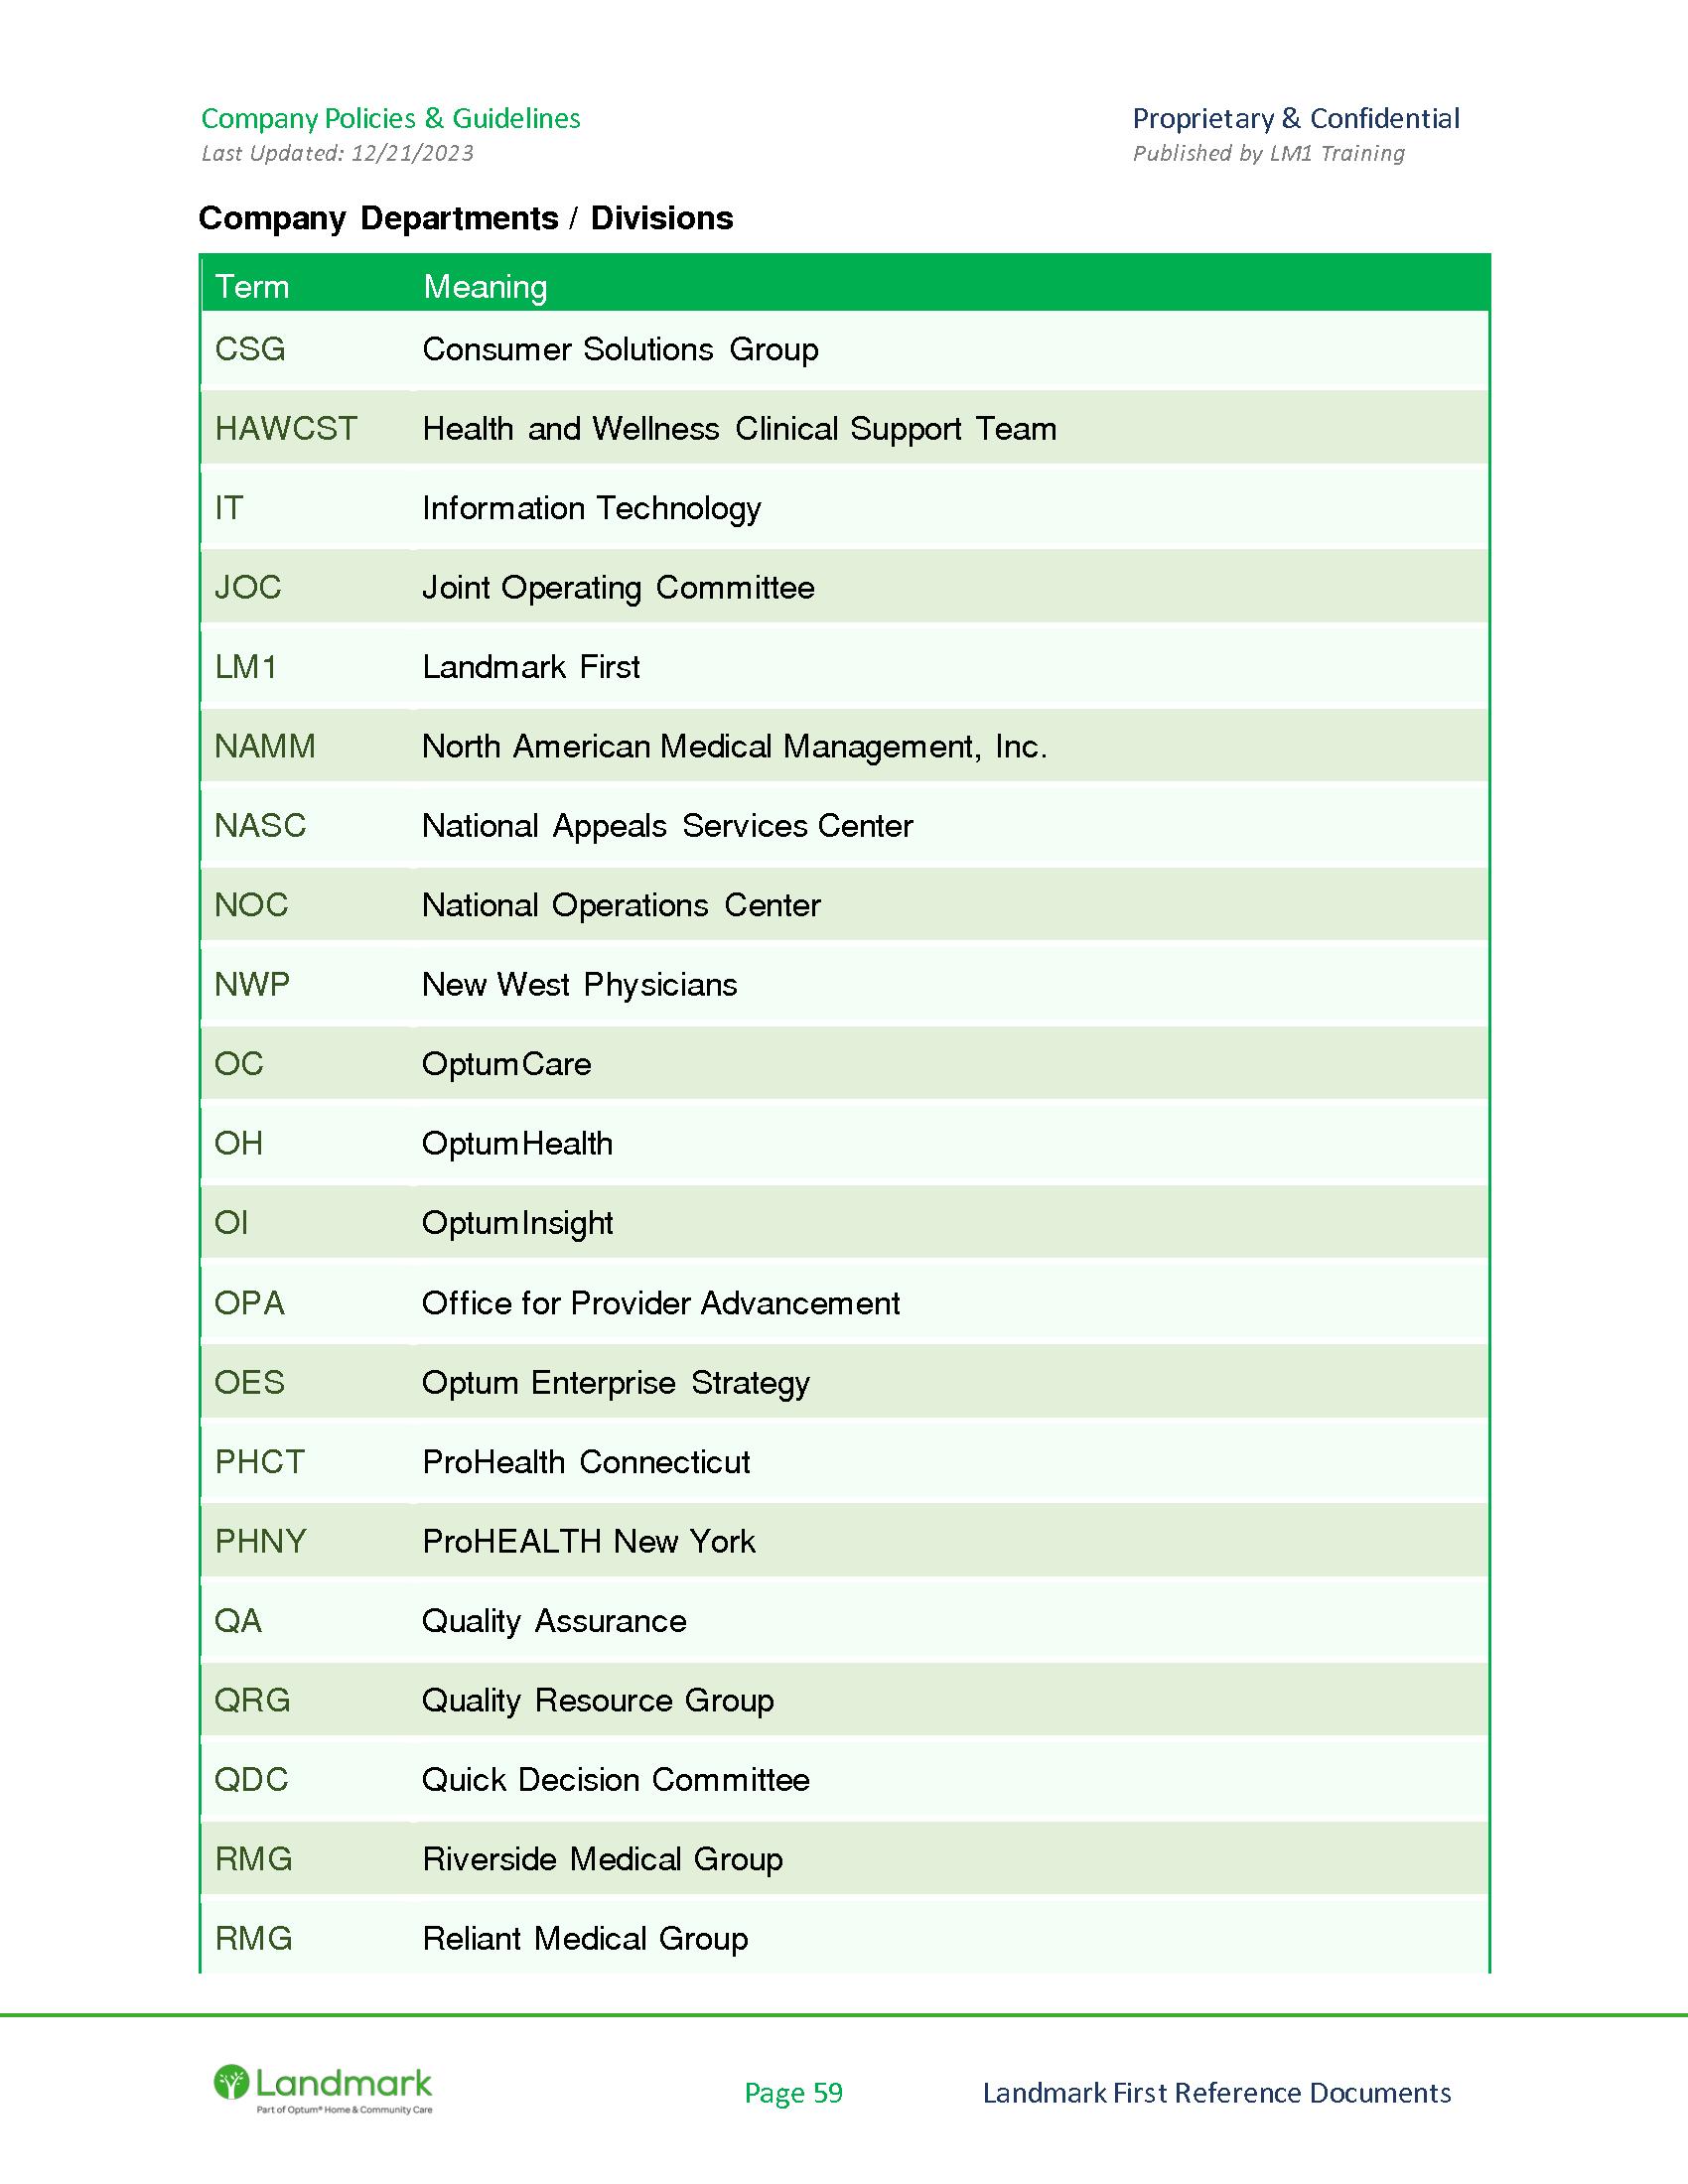 Company Policies & Guidelines Proprietary & Confidential
Last Updated: 12/21/2023 Published by LM1 Training
Company Departments / Divisions
Term Meaning
CSG Consumer Solutions Group
HAWCST Health and Wellness Clinical Support Team
IT Information Technology
JOC Joint Operating Committee
LM1 Landmark First
NAMM North American Medical Management, Inc.
NASC National Appeals Services Center
NOC National Operations Center
NWP New West Physicians
OC OptumCare
OH OptumHealth
OI OptumInsight
OPA Office for Provider Advancement
OES Optum Enterprise Strategy
PHCT ProHealth Connecticut
PHNY ProHEALTH New York
QA Quality Assurance
QRG Quality Resource Group
QDC Quick Decision Committee
RMG Riverside Medical Group
RMG Reliant Medical Group
Landmark
Part of Optum® Home & Community Care
Page 59 Landmark First Reference Documents